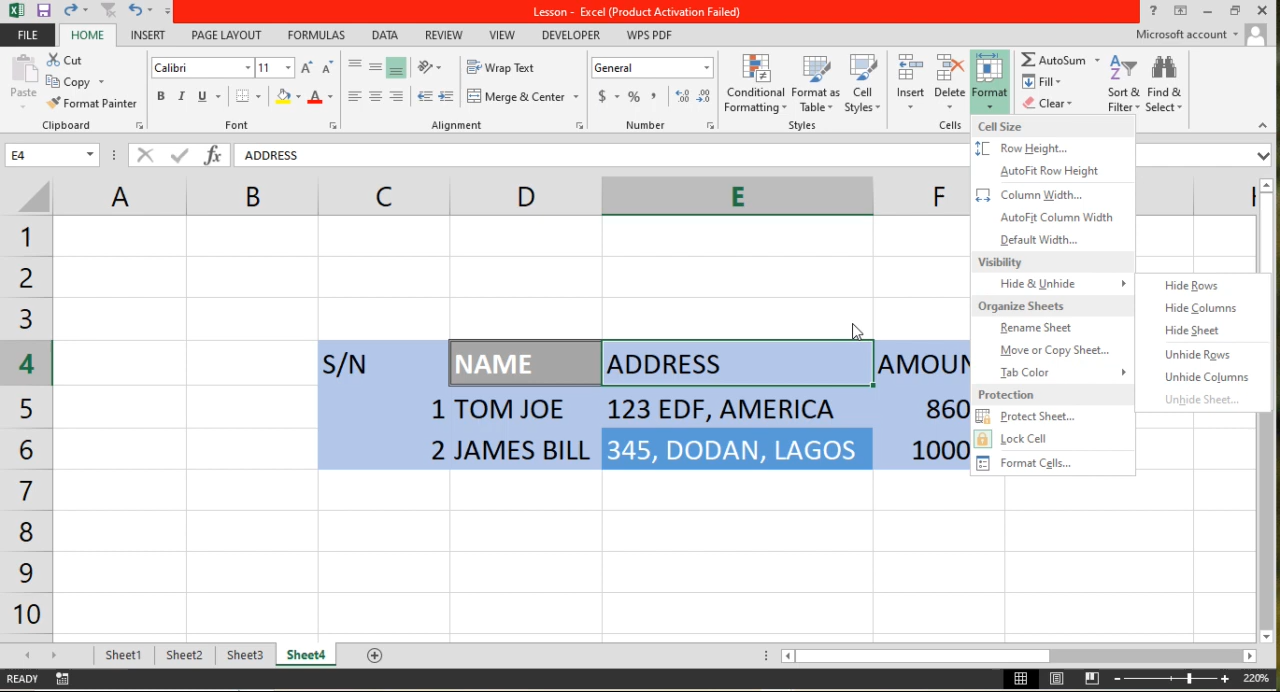 Lesson - Excel (Product Activation Failed)
?
FILE HOME INSERT PAGE LAYOUT FORMULAS DATA REVIEW VIEW DEVELOPER WPS PDF Microsoft account
Paste
Cut
Copy
Format Painter
Clipboard
Calibri 11
A A
B I U A
Font
Wrap Text
Merge & Center
Alignment
General
$ % ,
Number
Conditional Formatting
Format as Table
Cell Styles
Styles
Insert
Delete
Format
Cells
AutoSum
Fill
Clear
Sort & Filter
Find & Select
E4 fx ADDRESS
A B C D E F H
1
2
3
4 S/N NAME ADDRESS AMOUN
5 1 TOM JOE 123 EDF, AMERICA 860
6 2 JAMES BILL 345, DODAN, LAGOS 1000
7
8
9
10
Cell Size
Row Height...
AutoFit Row Height
Column Width...
AutoFit Column Width
Default Width...
Visibility
Hide & Unhide
Organize Sheets
Rename Sheet
Move or Copy Sheet...
Tab Color
Protection
Protect Sheet...
Lock Cell
Format Cells...
Hide Rows
Hide Columns
Hide Sheet
Unhide Rows
Unhide Columns
Unhide Sheet...
Sheet1 Sheet2 Sheet3 Sheet4
READY 220%